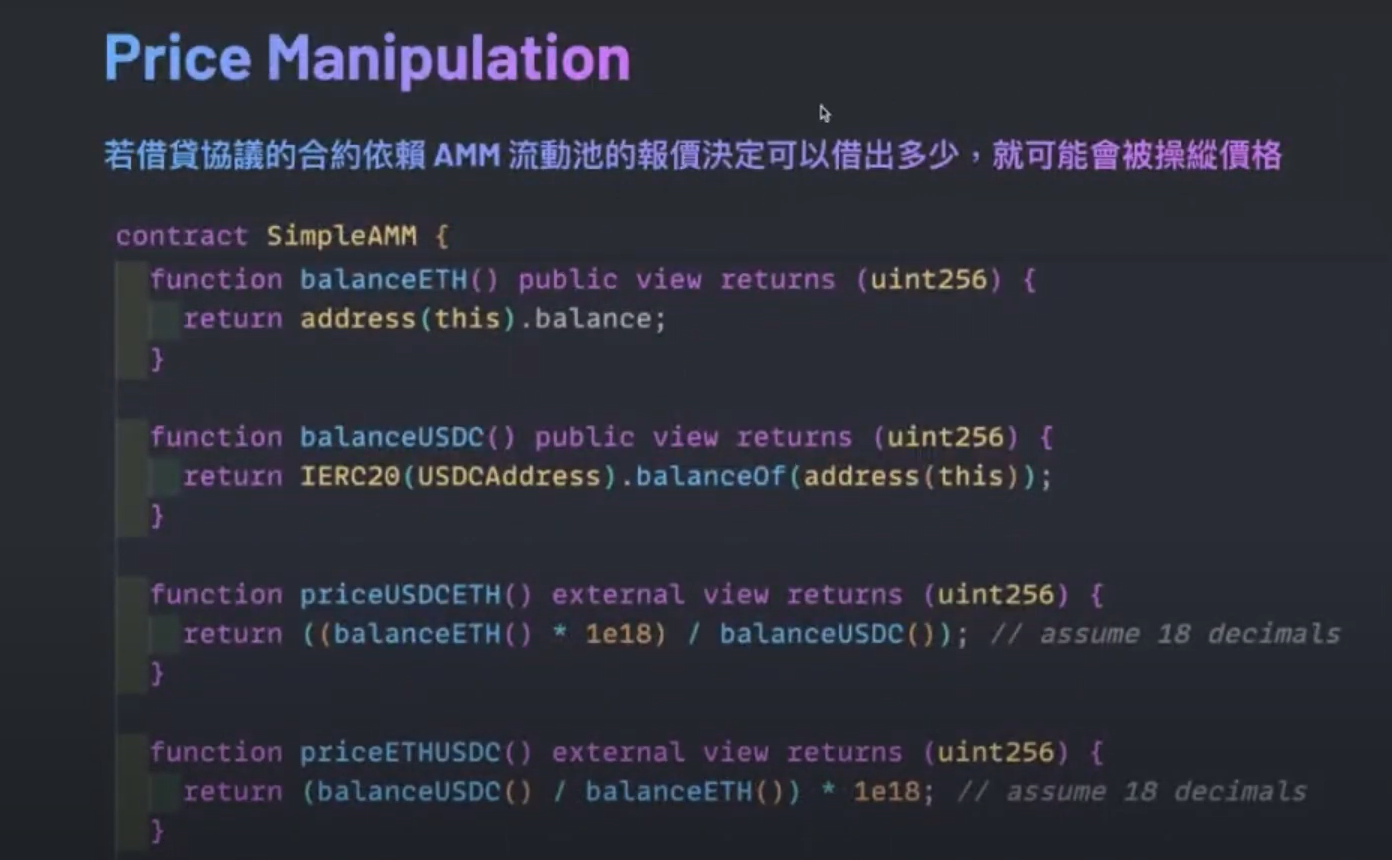 Price Manipulation
若借貸協議的合約依賴 AMM 流動池的報價決定可以借出多少，就可能會被操縱價格
contract SimpleAMM {
function balanceETH() public view returns (uint256) {
return address(this).balance;
}
function balanceUSDC() public view returns (uint256) {
return IERC20(USDCAddress).balanceOf(address(this));
}
function priceUSDCETH() external view returns (uint256) {
return ((balanceETH() * 1e18) / balanceUSDC()); // assume 18 decimals
}
function priceETHUSDC() external view returns (uint256) {
return (balanceUSDC() / balanceETH()) * 1e18; // assume 18 decimals
}